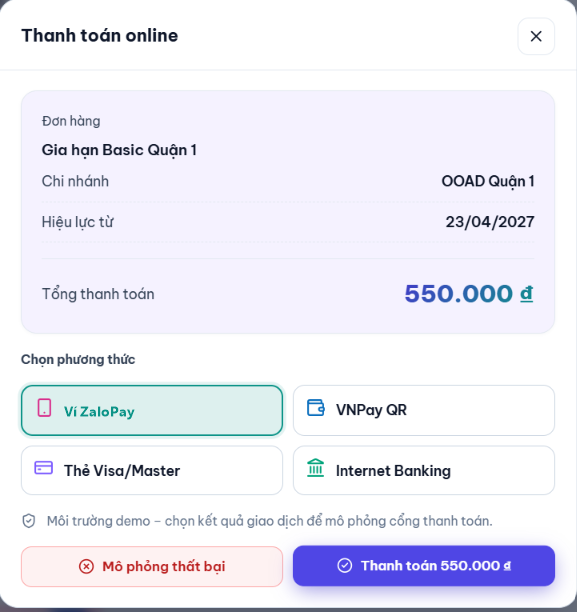 Thanh toán online
Đơn hàng
Gia hạn Basic Quận 1
Chi nhánh OOAD Quận 1
Hiệu lực từ 23/04/2027
Tổng thanh toán 550.000 ₫
Chọn phương thức
Ví ZaloPay VNPay QR
Thẻ Visa/Master Internet Banking
Môi trường demo – chọn kết quả giao dịch để mô phỏng cổng thanh toán.
Mô phỏng thất bại Thanh toán 550.000 ₫